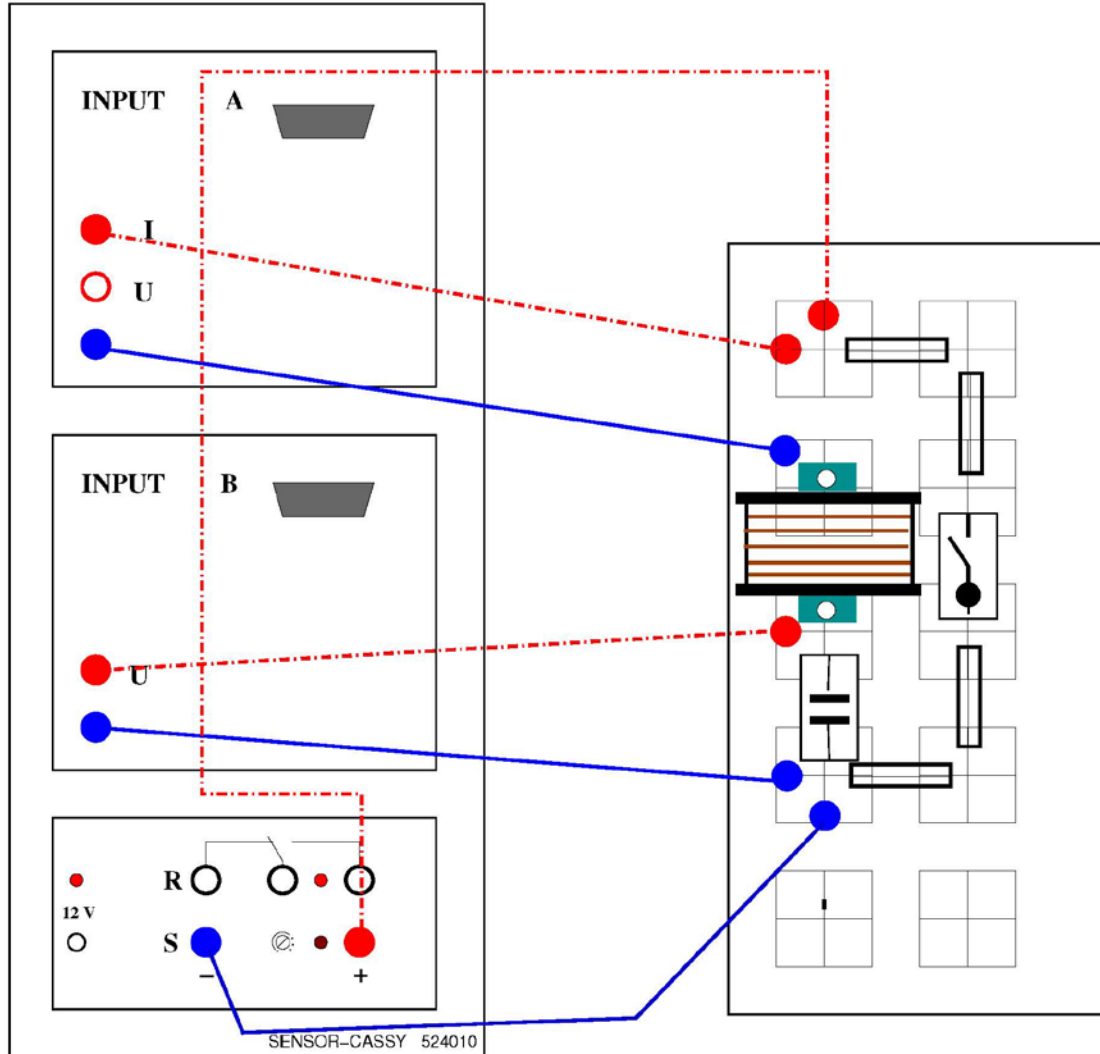 INPUT A
I
U
INPUT B
U
R
12 V
S
− +
SENSOR-CASSY 524010